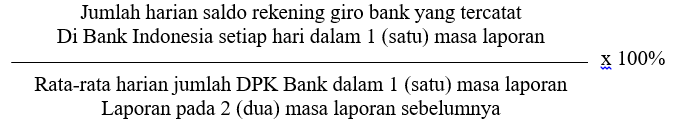 Jumlah harian saldo rekening giro bank yang tercatat
Di Bank Indonesia setiap hari dalam 1 (satu) masa laporan
x 100%
Rata-rata harian jumlah DPK Bank dalam 1 (satu) masa laporan
Laporan pada 2 (dua) masa laporan sebelumnya